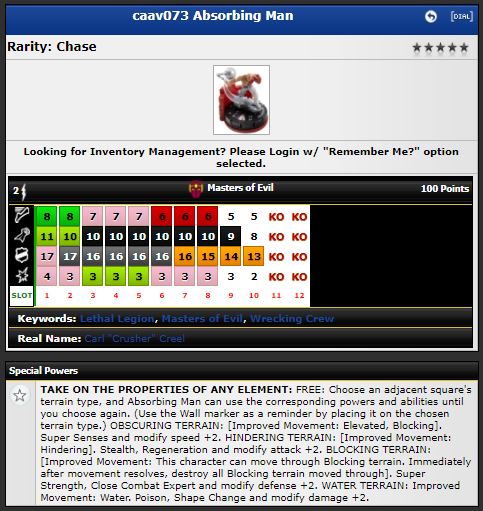 caav073 Absorbing Man
[DIAL]
Rarity: Chase
Looking for Inventory Management? Please Login w/ "Remember Me?" option
selected.
2 Masters of Evil 100 Points
8 8 7 7 7 6 6 6 5 5 KO KO
11 10 10 10 10 10 10 10 9 8 KO KO
17 17 16 16 16 16 16 15 14 13 KO KO
4 3 3 3 3 3 3 3 3 2 KO KO
SLOT 1 2 3 4 5 6 7 8 9 10 11 12
Keywords: Lethal Legion, Masters of Evil, Wrecking Crew
Real Name: Carl "Crusher" Creel
Special Powers
TAKE ON THE PROPERTIES OF ANY ELEMENT: FREE: Choose an adjacent square's
terrain type, and Absorbing Man can use the corresponding powers and abilities until
you choose again. (Use the Wall marker as a reminder by placing it on the chosen
terrain type.) OBSCURING TERRAIN: [Improved Movement: Elevated, Blocking].
Super Senses and modify speed +2. HINDERING TERRAIN: [Improved Movement:
Hindering]. Stealth, Regeneration and modify attack +2. BLOCKING TERRAIN:
[Improved Movement: This character can move through Blocking terrain. Immediately
after movement resolves, destroy all Blocking terrain moved through]. Super
Strength, Close Combat Expert and modify defense +2. WATER TERRAIN: Improved
Movement: Water. Poison, Shape Change and modify damage +2.